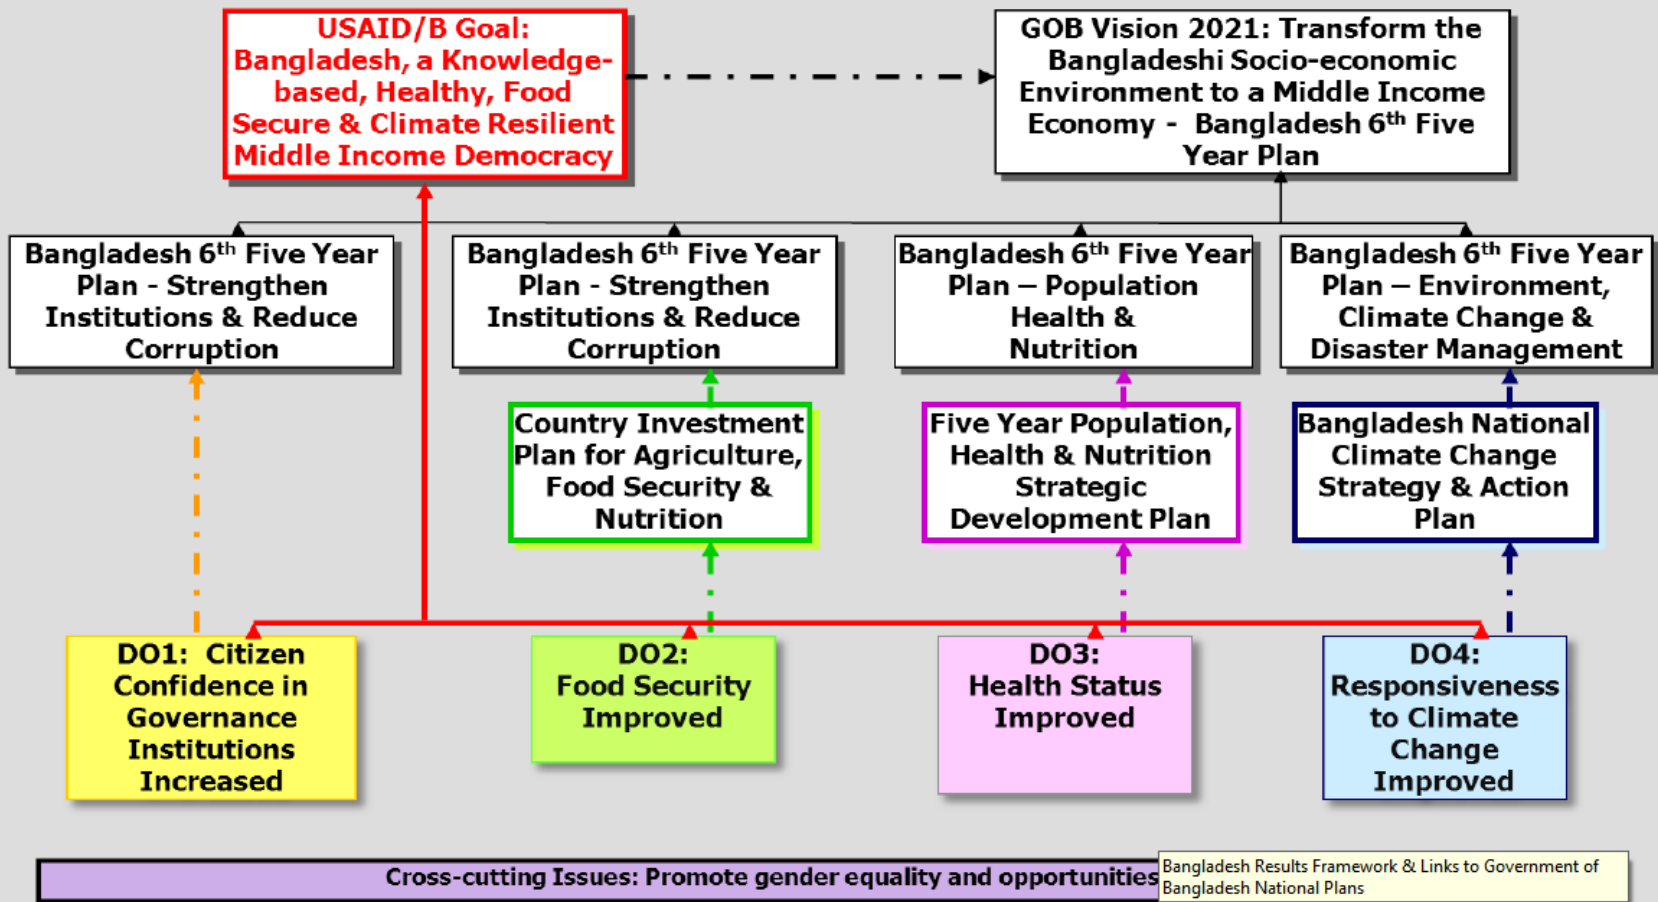 USAID/B Goal:
Bangladesh, a Knowledge-
based, Healthy, Food
Secure & Climate Resilient
Middle Income Democracy
GOB Vision 2021: Transform the
Bangladeshi Socio-economic
Environment to a Middle Income
Economy - Bangladesh 6th Five
Year Plan
Bangladesh 6th Five Year
Plan - Strengthen
Institutions & Reduce
Corruption
Bangladesh 6th Five Year
Plan - Strengthen
Institutions & Reduce
Corruption
Bangladesh 6th Five Year
Plan – Population
Health &
Nutrition
Bangladesh 6th Five Year
Plan – Environment,
Climate Change &
Disaster Management
Country Investment
Plan for Agriculture,
Food Security &
Nutrition
Five Year Population,
Health & Nutrition
Strategic
Development Plan
Bangladesh National
Climate Change
Strategy & Action
Plan
DO1: Citizen
Confidence in
Governance
Institutions
Increased
DO2:
Food Security
Improved
DO3:
Health Status
Improved
DO4:
Responsiveness
to Climate
Change
Improved
Cross-cutting Issues: Promote gender equality and opportunities
Bangladesh Results Framework & Links to Government of
Bangladesh National Plans